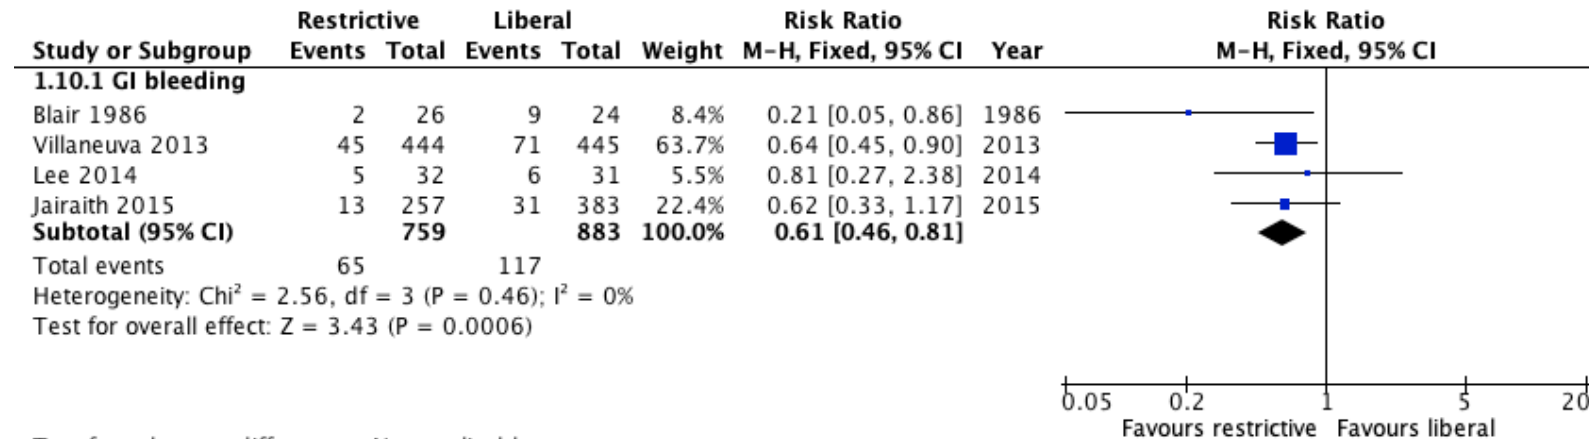 Restrictive Liberal Risk Ratio Risk Ratio
Study or Subgroup Events Total Events Total Weight M-H, Fixed, 95% CI Year M-H, Fixed, 95% CI
1.10.1 GI bleeding
Blair 1986 2 26 9 24 8.4% 0.21 [0.05, 0.86] 1986
Villaneuva 2013 45 444 71 445 63.7% 0.64 [0.45, 0.90] 2013
Lee 2014 5 32 6 31 5.5% 0.81 [0.27, 2.38] 2014
Jairaith 2015 13 257 31 383 22.4% 0.62 [0.33, 1.17] 2015
Subtotal (95% CI) 759 883 100.0% 0.61 [0.46, 0.81]
Total events 65 117
Heterogeneity: Chi² = 2.56, df = 3 (P = 0.46); I² = 0%
Test for overall effect: Z = 3.43 (P = 0.0006)
0.05 0.2 1 5 20
Favours restrictive Favours liberal